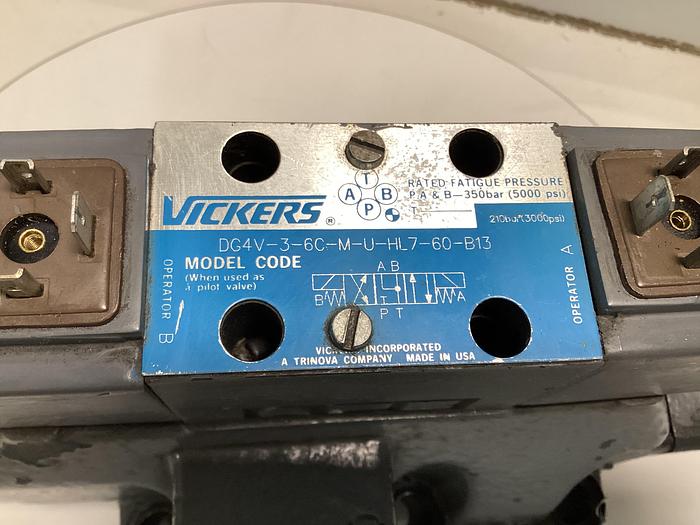 T
A B
P
RATED FATIGUE PRESSURE
P,A & B-350bar (5000 psi)
T-
210bar(3000psi)
VICKERS®
DG4V-3-6C-M-U-HL7-60-B13
MODEL CODE
(When used as
a pilot valve)
A B
B A
P T
OPERATOR B
OPERATOR A
VICKERS INCORPORATED
A TRINOVA COMPANY MADE IN USA